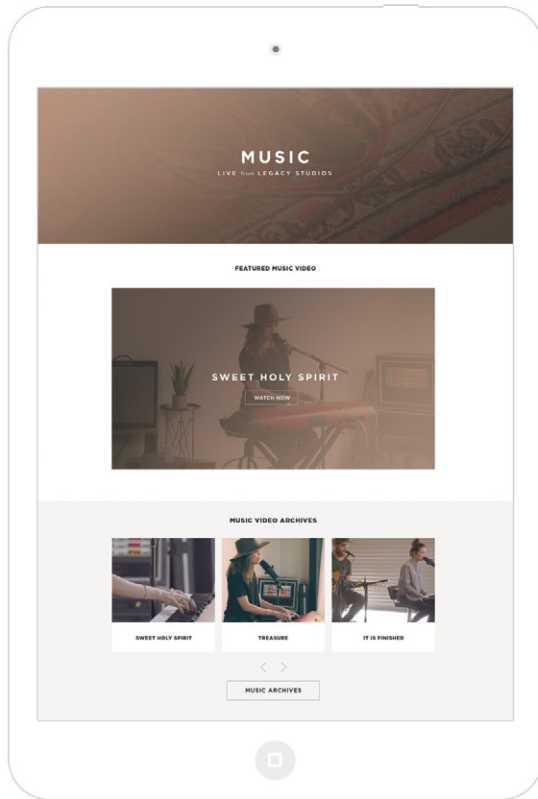 MUSIC
LIVE from LEGACY STUDIOS
FEATURED MUSIC VIDEO
SWEET HOLY SPIRIT
WATCH NOW
MUSIC VIDEO ARCHIVES
SWEET HOLY SPIRIT
TREASURE
IT IS FINISHED
MUSIC ARCHIVES